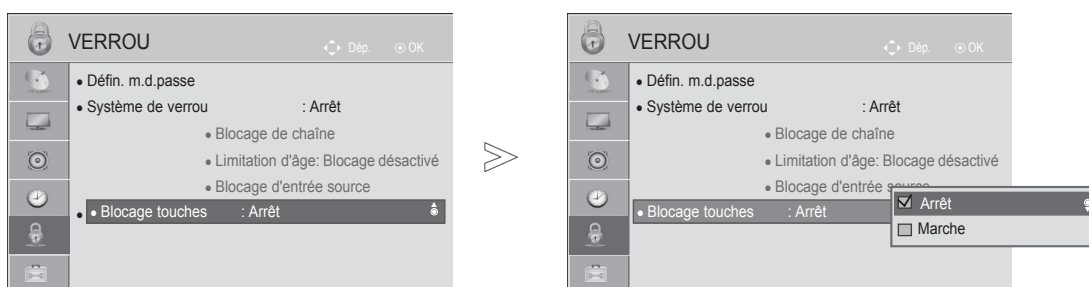 VERROU
Dép. OK
• Défin. m.d.passe
• Système de verrou : Arrêt
• Blocage de chaîne
• Limitation d'âge: Blocage désactivé
• Blocage d'entrée source
• • Blocage touches : Arrêt
VERROU
Dép. OK
• Défin. m.d.passe
• Système de verrou : Arrêt
• Blocage de chaîne
• Limitation d'âge: Blocage désactivé
• Blocage d'entrée source
• Blocage touches : Arrêt
Arrêt
Marche